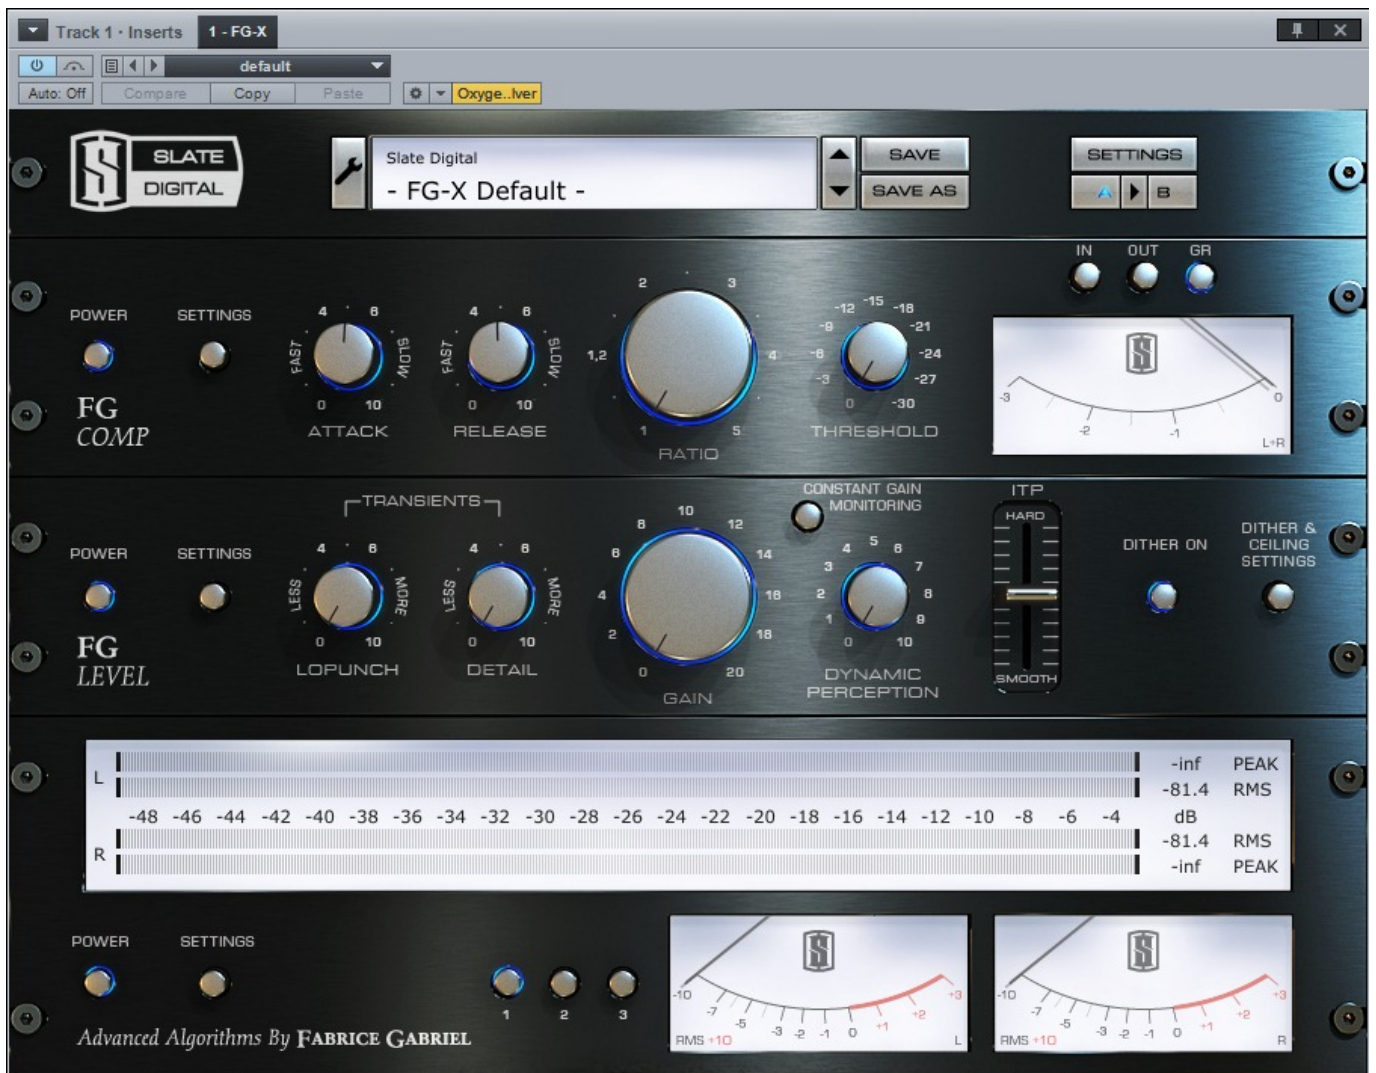 Track 1 · Inserts
1 - FG-X
default
Auto: Off
Compare
Copy
Paste
Oxyge..lver
S
SLATE
DIGITAL
Slate Digital
- FG-X Default -
SAVE
SAVE AS
SETTINGS
A
B
IN OUT GR
POWER
SETTINGS
FG
COMP
4 6
FAST SLOW
0 10
ATTACK
4 6
FAST SLOW
0 10
RELEASE
2 3
1,2 4
1 5
RATIO
-15
-12 -18
-9 -21
-6 -24
-3 -27
0 -30
THRESHOLD
S
-3 -2 -1 0
L+R
POWER
SETTINGS
FG
LEVEL
TRANSIENTS
4 6
LESS MORE
0 10
LOPUNCH
4 6
LESS MORE
0 10
DETAIL
10
8 12
6 14
4 16
2 18
0 20
GAIN
CONSTANT GAIN
MONITORING
5
4 6
3 7
2 8
1 9
0 10
DYNAMIC
PERCEPTION
ITP
HARD
SMOOTH
DITHER ON
DITHER &
CEILING
SETTINGS
L
-inf PEAK
-81.4 RMS
-48 -46 -44 -42 -40 -38 -36 -34 -32 -30 -28 -26 -24 -22 -20 -18 -16 -14 -12 -10 -8 -6 -4 dB
R
-81.4 RMS
-inf PEAK
POWER
SETTINGS
1 2 3
Advanced Algorithms By FABRICE GABRIEL
S
-10 -7 -5 -3 -2 -1 0 +1 +2 +3
RMS +10 L
S
-10 -7 -5 -3 -2 -1 0 +1 +2 +3
RMS +10 R